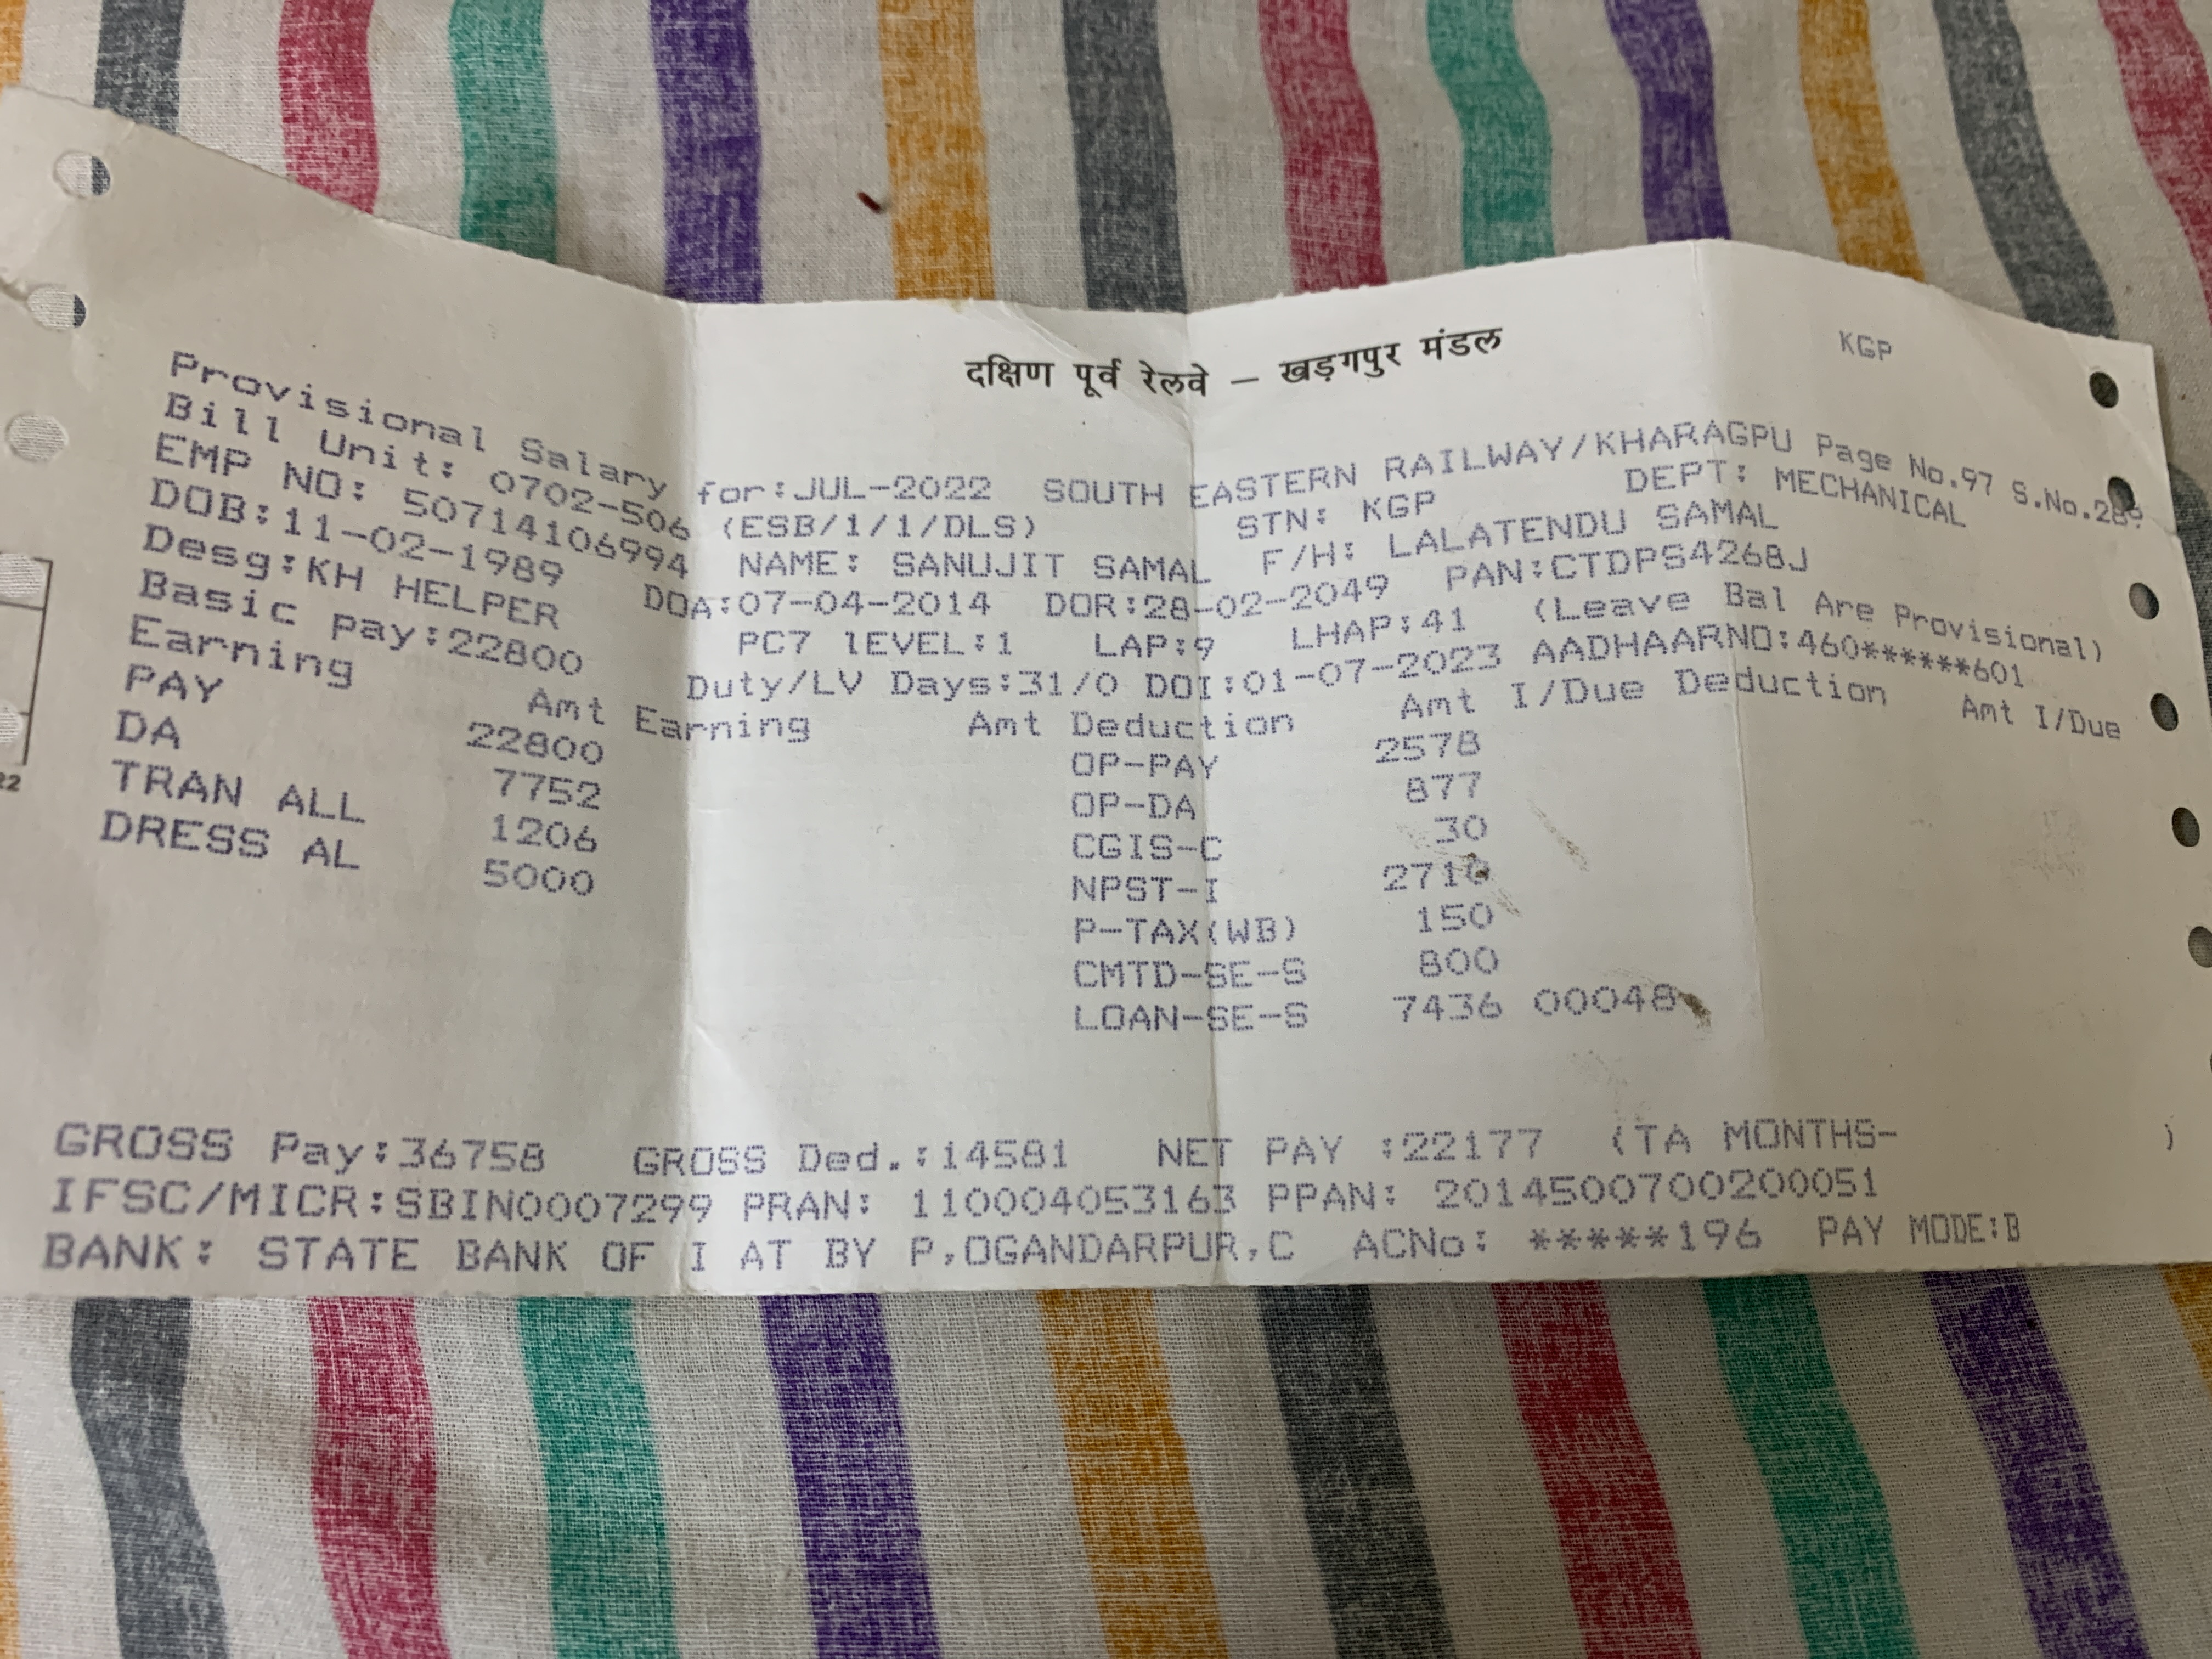 दक्षिण पूर्व रेलवे – खड़गपुर मंडल
KGP
Provisional Salary for:JUL-2022 SOUTH EASTERN RAILWAY/KHARAGPU Page No.97 S.No.289
Bill Unit: 0702-506 (ESB/1/1/DLS) STN: KGP DEPT: MECHANICAL
EMP NO: 50714106994 NAME: SANUJIT SAMAL F/H: LALATENDU SAMAL
DOB:11-02-1989 DOA:07-04-2014 DOR:28-02-2049 PAN:CTDPS4268J
Desg:KH HELPER PC7 lEVEL:1 LAP:9 LHAP:41 (Leave Bal Are Provisional)
Basic pay:22800 Duty/LV Days:31/0 DOI:01-07-2023 AADHAARNO:460******601
Earning Amt Earning Amt Deduction Amt I/Due Deduction Amt I/Due
PAY 22800 OP-PAY 2578
DA 7752 OP-DA 877
TRAN ALL 1206 CGIS-C 30
DRESS AL 5000 NPST-I 2710
P-TAX(WB) 150
CMTD-SE-S 800
LOAN-SE-S 7436 00048
GROSS Pay:36758 GROSS Ded.:14581 NET PAY :22177 (TA MONTHS- )
IFSC/MICR:SBIN0007299 PRAN: 110004053163 PPAN: 2014500700200051
BANK: STATE BANK OF I AT BY P,OGANDARPUR,C ACNo: *****196 PAY MODE:B
22